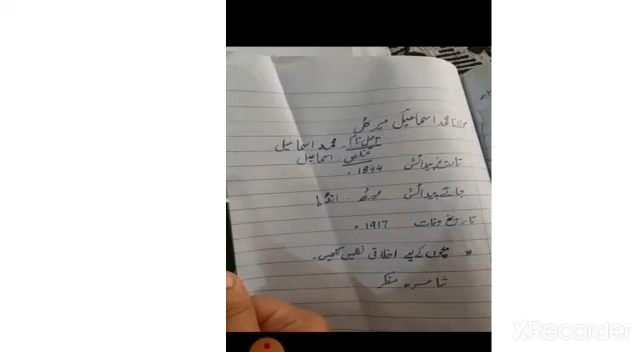 مولانا محمد اسماعیل میرٹھی
اصل نام . محمد اسماعیل
تخلص . اسماعیل
تاریخ پیدائش 1844ء
جائے پیدائش میرٹھ . انڈیا
تاریخ وفات 1917ء
* بچوں کے لیے اخلاقی نظمیں لکھیں۔
شاعر، مفکر
XRecorder